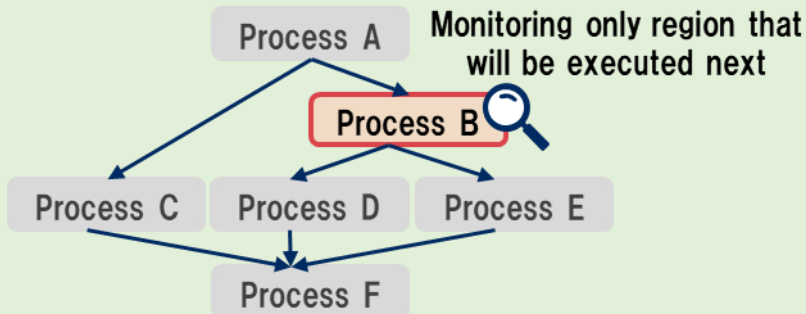 Process A
Monitoring only region that
will be executed next
Process B
Process C
Process D
Process E
Process F